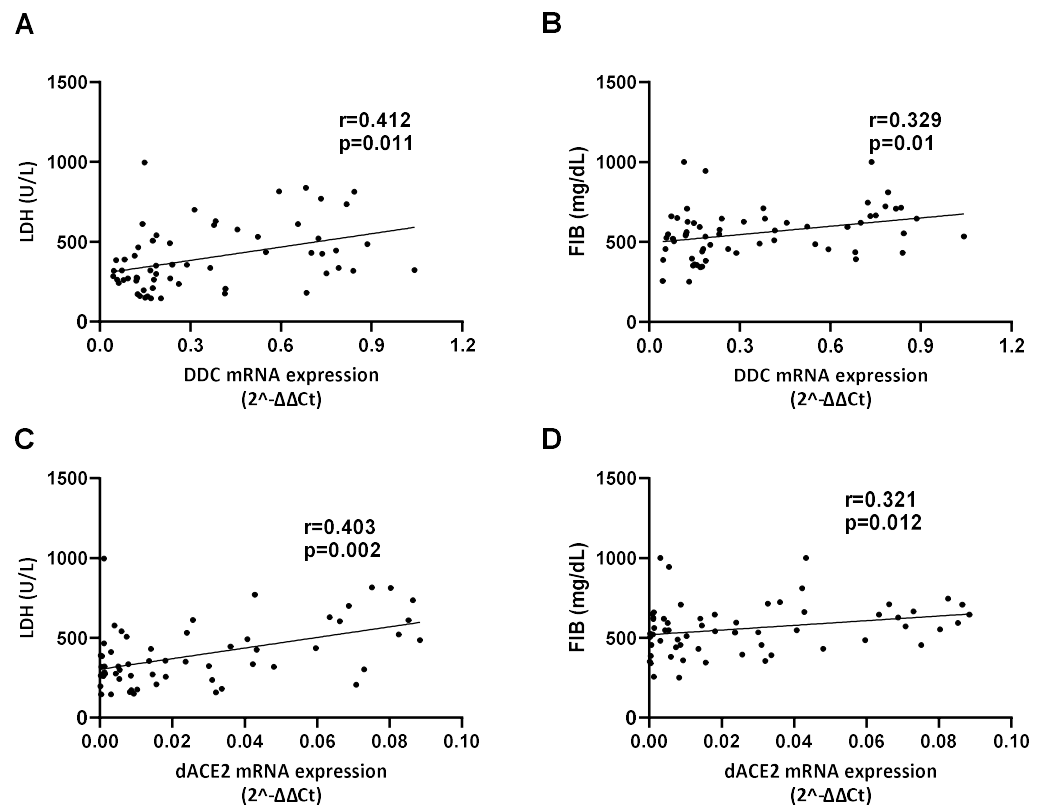 A
1500
1000
500
0
LDH (U/L)
r=0.412
p=0.011
0.0 0.3 0.6 0.9 1.2
DDC mRNA expression
(2^-ΔΔCt)
B
1500
1000
500
0
FIB (mg/dL)
r=0.329
p=0.01
0.0 0.3 0.6 0.9 1.2
DDC mRNA expression
(2^-ΔΔCt)
C
1500
1000
500
0
LDH (U/L)
r=0.403
p=0.002
0.00 0.02 0.04 0.06 0.08 0.10
dACE2 mRNA expression
(2^-ΔΔCt)
D
1500
1000
500
0
FIB (mg/dL)
r=0.321
p=0.012
0.00 0.02 0.04 0.06 0.08 0.10
dACE2 mRNA expression
(2^-ΔΔCt)